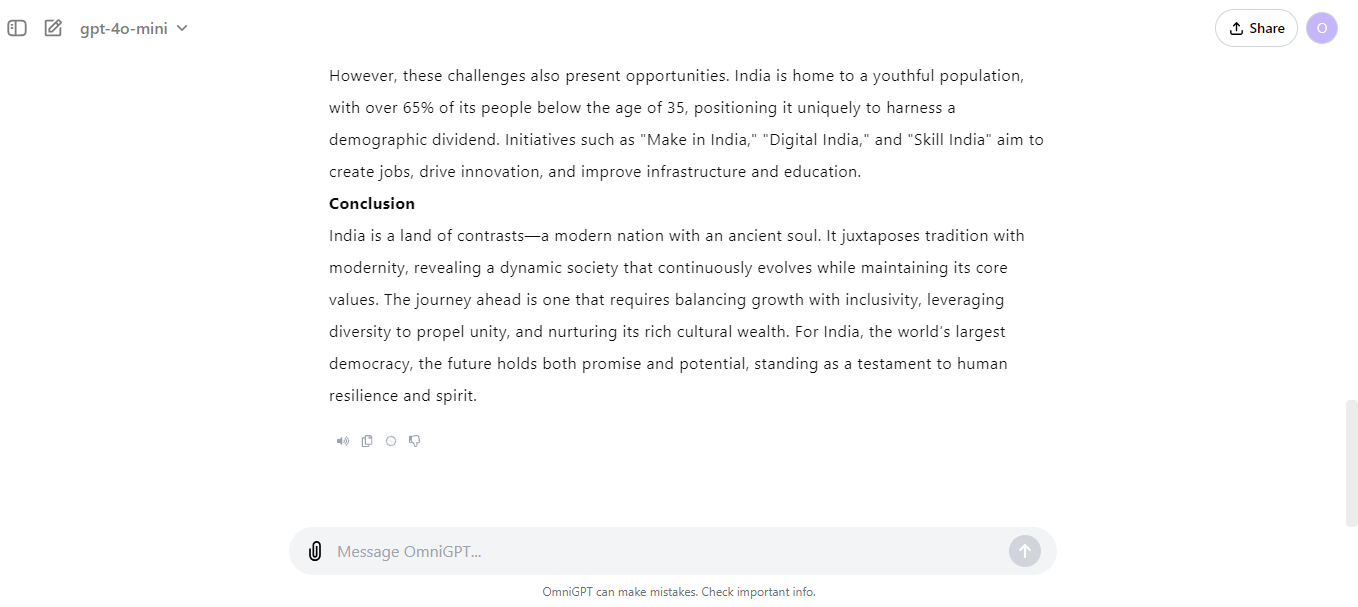 gpt-4o-mini
Share
O
However, these challenges also present opportunities. India is home to a youthful population,
with over 65% of its people below the age of 35, positioning it uniquely to harness a
demographic dividend. Initiatives such as "Make in India," "Digital India," and "Skill India" aim to
create jobs, drive innovation, and improve infrastructure and education.
Conclusion
India is a land of contrasts—a modern nation with an ancient soul. It juxtaposes tradition with
modernity, revealing a dynamic society that continuously evolves while maintaining its core
values. The journey ahead is one that requires balancing growth with inclusivity, leveraging
diversity to propel unity, and nurturing its rich cultural wealth. For India, the world's largest
democracy, the future holds both promise and potential, standing as a testament to human
resilience and spirit.
Message OmniGPT...
OmniGPT can make mistakes. Check important info.